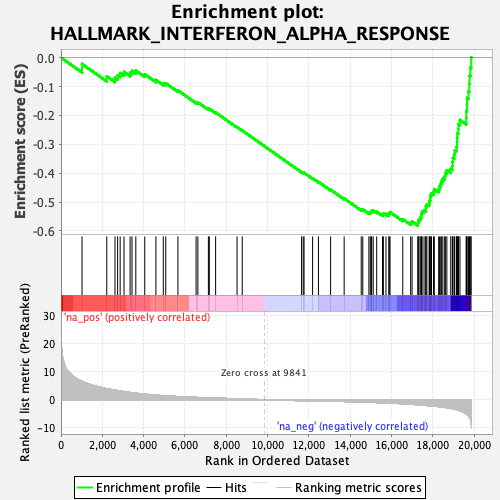 Enrichment plot:
HALLMARK_INTERFERON_ALPHA_RESPONSE
Enrichment score (ES)
0.0
-0.1
-0.2
-0.3
-0.4
-0.5
-0.6
'na_pos' (positively correlated)
Ranked list metric (PreRanked)
30
20
10
0
-10
Zero cross at 9841
'na_neg' (negatively correlated)
0
2,000
4,000
6,000
8,000
10,000
12,000
14,000
16,000
18,000
20,000
Rank in Ordered Dataset
Enrichment profile
Hits
Ranking metric scores